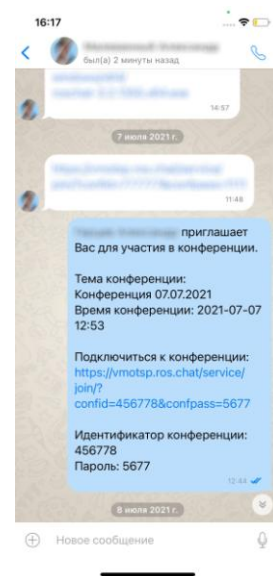 16:17
был(а) 2 минуты назад
14:57
7 июля 2021 г.
11:48
приглашает
Вас для участия в конференции.
Тема конференции:
Конференция 07.07.2021
Время конференции: 2021-07-07
12:53
Подключиться к конференции:
https://vmotsp.ros.chat/service/
join/?
confid=456778&confpass=5677
Идентификатор конференции:
456778
Пароль: 5677
12:44
8 июля 2021 г.
Новое сообщение